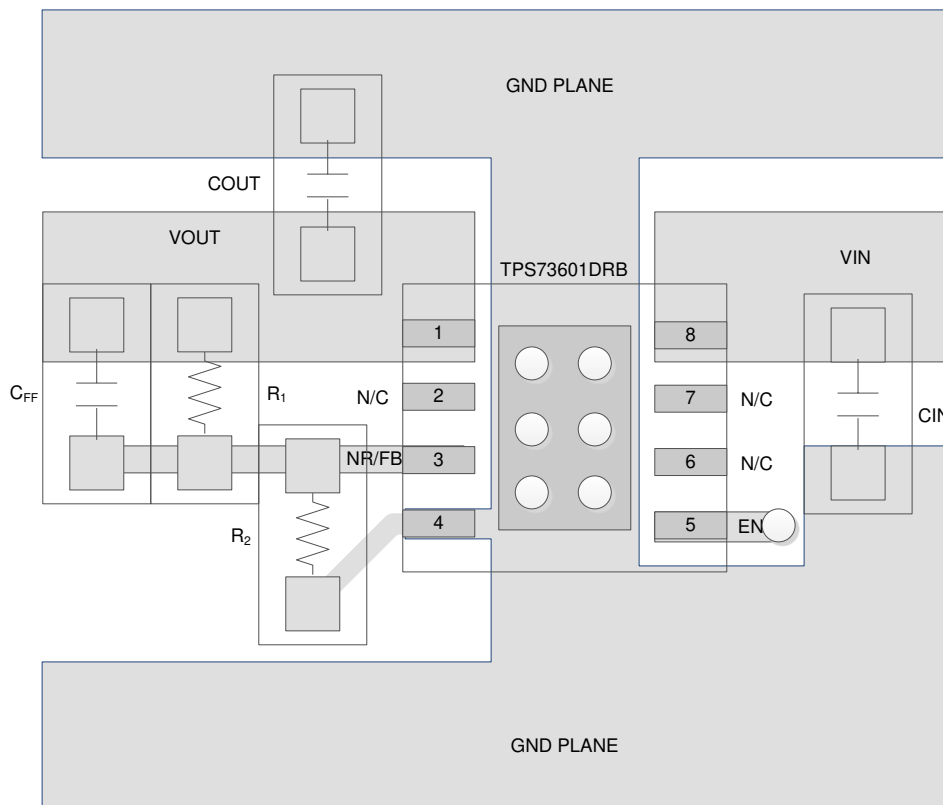 GND PLANE
COUT
VOUT
TPS73601DRB
VIN
1
8
C_FF
R₁
N/C
2
7
N/C
CIN
NR/FB
3
6
N/C
R₂
4
5
EN
GND PLANE